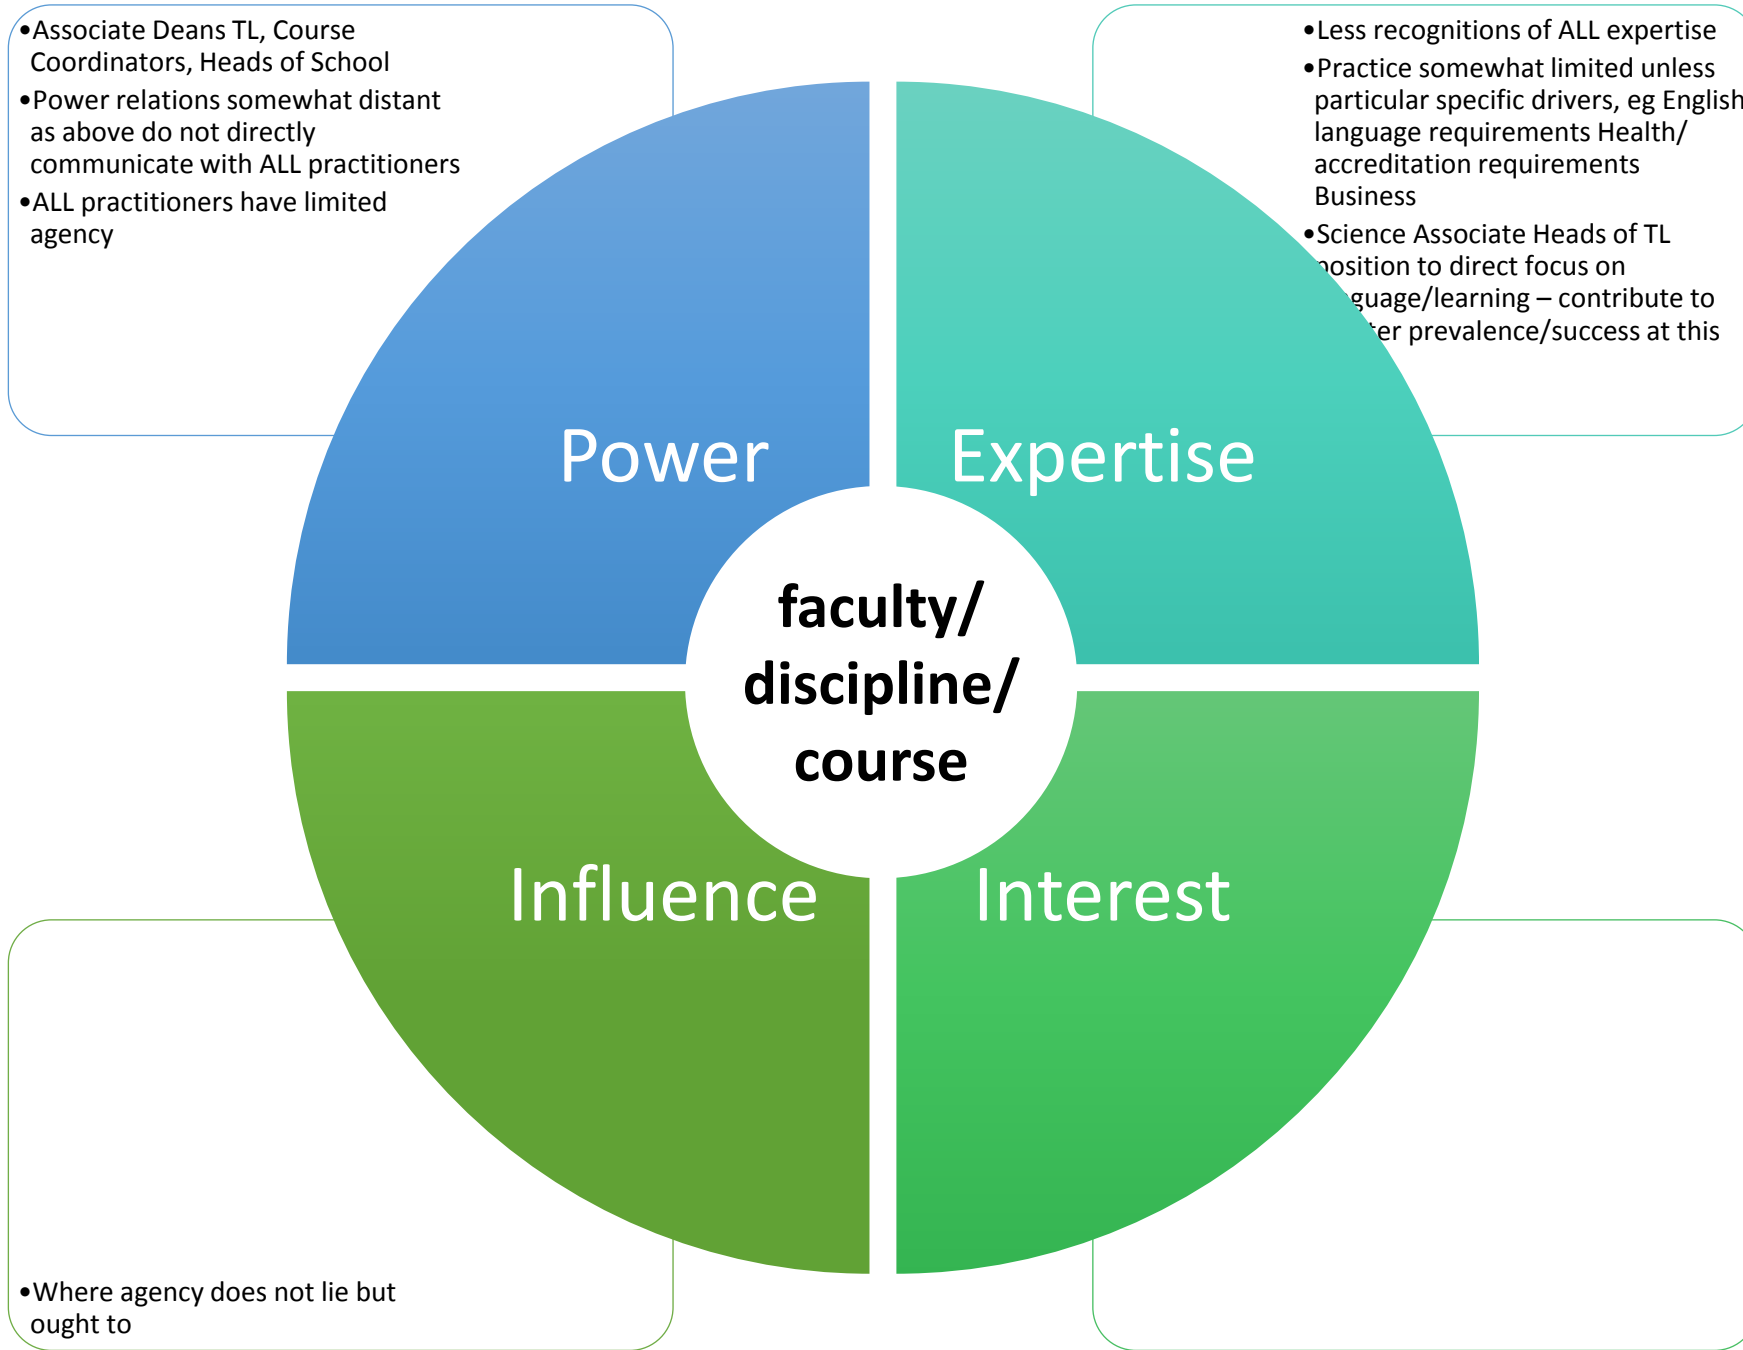 •Associate Deans TL, Course
Coordinators, Heads of School
•Power relations somewhat distant
as above do not directly
communicate with ALL practitioners
•ALL practitioners have limited
agency
•Less recognitions of ALL expertise
•Practice somewhat limited unless
particular specific drivers, eg English
language requirements Health/
accreditation requirements
Business
•Science Associate Heads of TL
position to direct focus on
guage/learning – contribute to
er prevalence/success at this
Power
Expertise
faculty/
discipline/
course
Influence
Interest
•Where agency does not lie but
ought to